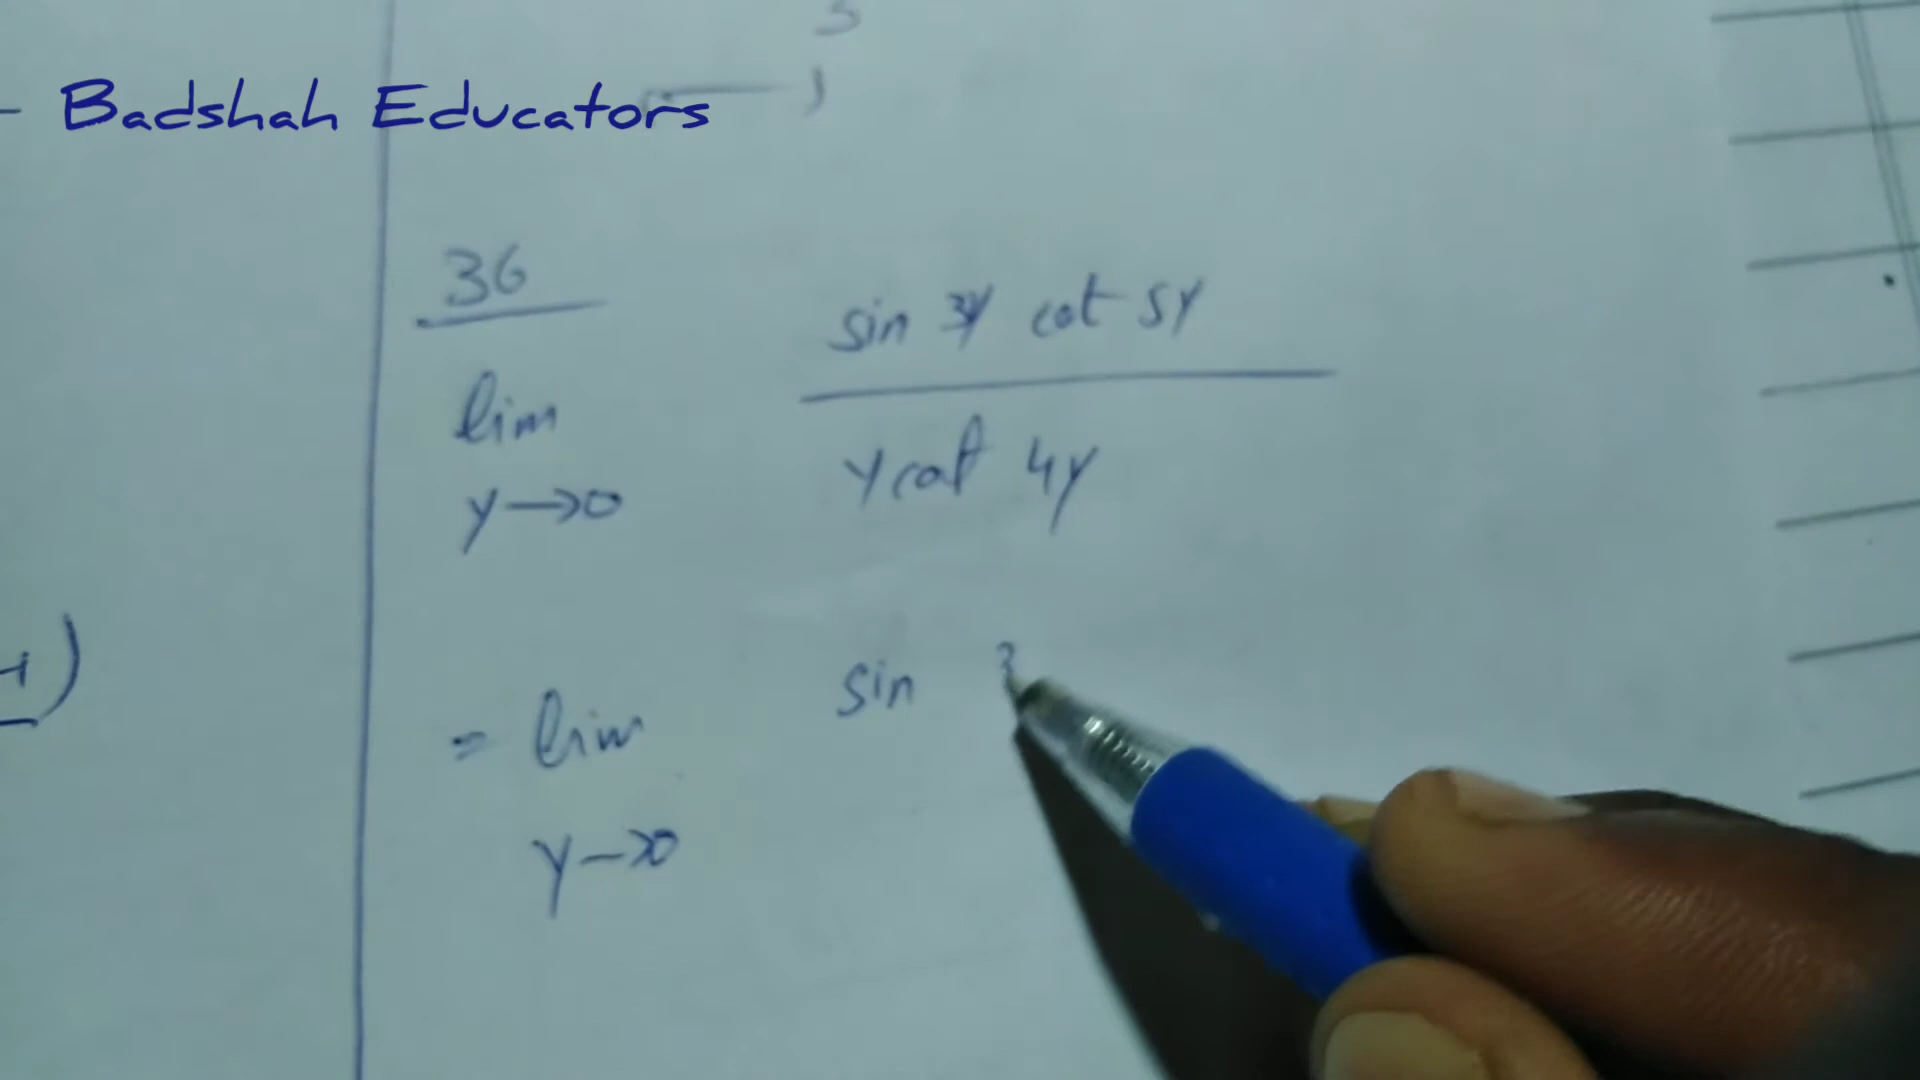 - Badshah Educators
36
lim sin 3y cot 5y
y→0 y cot 4y
= lim sin 3
y→0